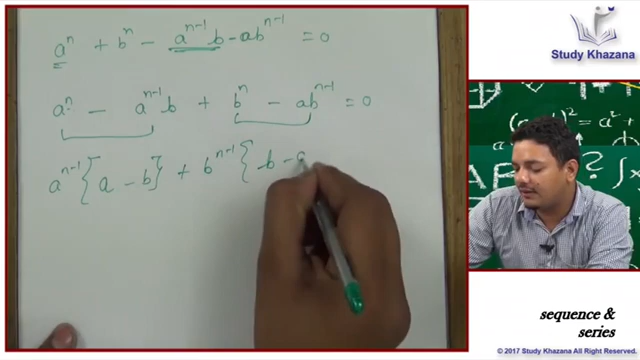 aⁿ + bⁿ - aⁿ⁻¹b - abⁿ⁻¹ = 0
aⁿ - aⁿ⁻¹b + bⁿ - abⁿ⁻¹ = 0
aⁿ⁻¹{a - b} + bⁿ⁻¹{b - a
Study Khazana
sequence &
series
© 2017 Study Khazana All Right Reserved.